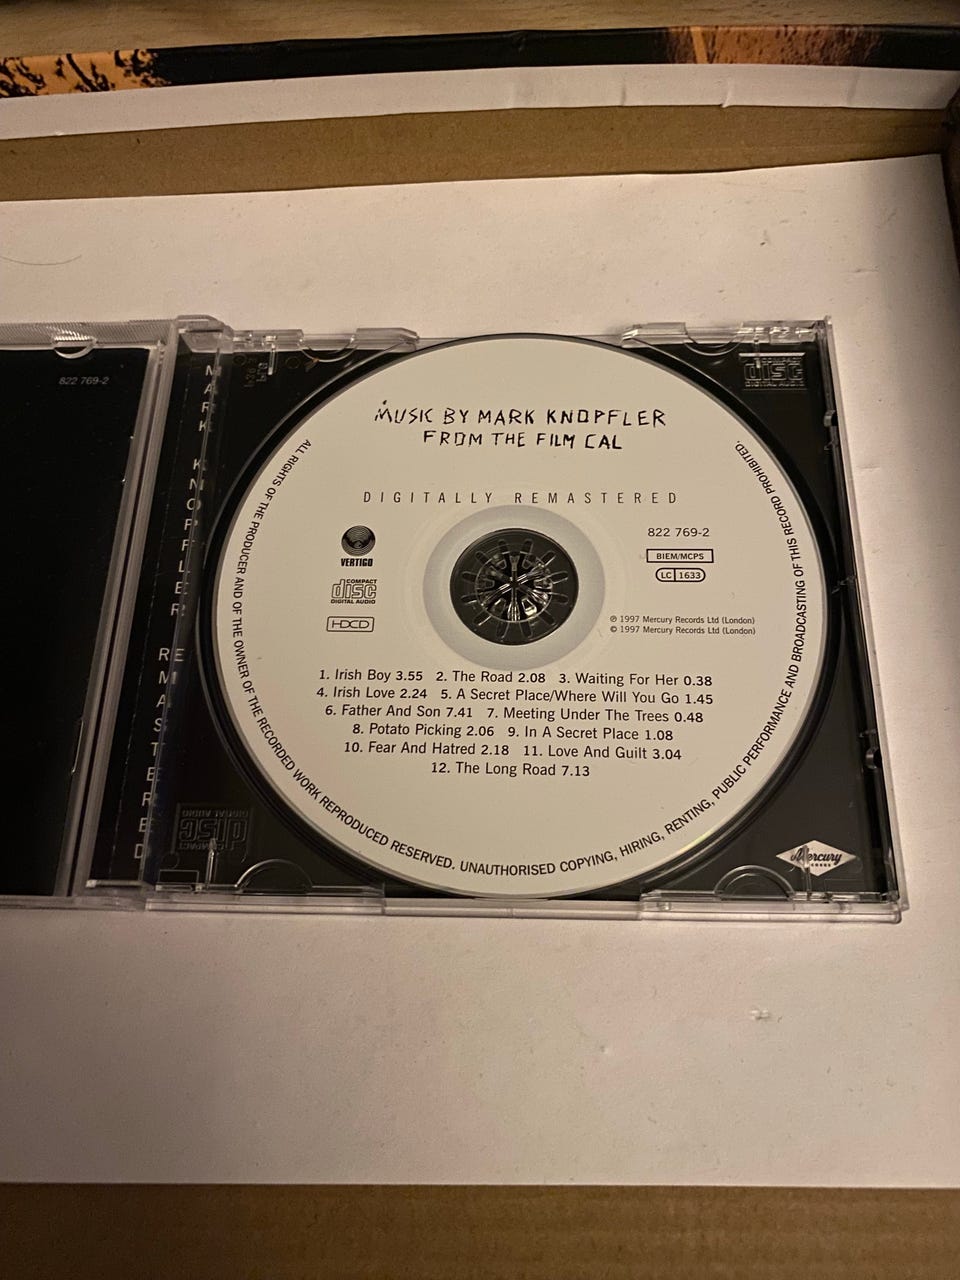 822 769-2
MARK KNOPFLER REMASTERED
COMPACT
disc
DIGITAL AUDIO
MUSIC BY MARK KNOPFLER
FROM THE FILM CAL
DIGITALLY REMASTERED
VERTIGO
COMPACT
disc
DIGITAL AUDIO
HDCD
822 769-2
BIEM/MCPS
LC 1633
℗ 1997 Mercury Records Ltd (London)
© 1997 Mercury Records Ltd (London)
1. Irish Boy 3.55 2. The Road 2.08 3. Waiting For Her 0.38
4. Irish Love 2.24 5. A Secret Place/Where Will You Go 1.45
6. Father And Son 7.41 7. Meeting Under The Trees 0.48
8. Potato Picking 2.06 9. In A Secret Place 1.08
10. Fear And Hatred 2.18 11. Love And Guilt 3.04
12. The Long Road 7.13
ALL RIGHTS OF THE PRODUCER AND OF THE OWNER OF THE RECORDED WORK REPRODUCED RESERVED. UNAUTHORISED COPYING, HIRING, RENTING, PUBLIC PERFORMANCE AND BROADCASTING OF THIS RECORD PROHIBITED.
COMPACT
disc
DIGITAL AUDIO
Mercury